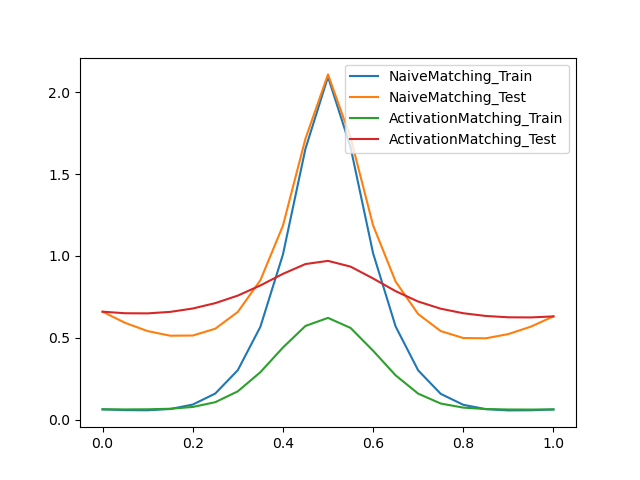 NaiveMatching_Train
NaiveMatching_Test
ActivationMatching_Train
ActivationMatching_Test
2.0
1.5
1.0
0.5
0.0
0.0 0.2 0.4 0.6 0.8 1.0